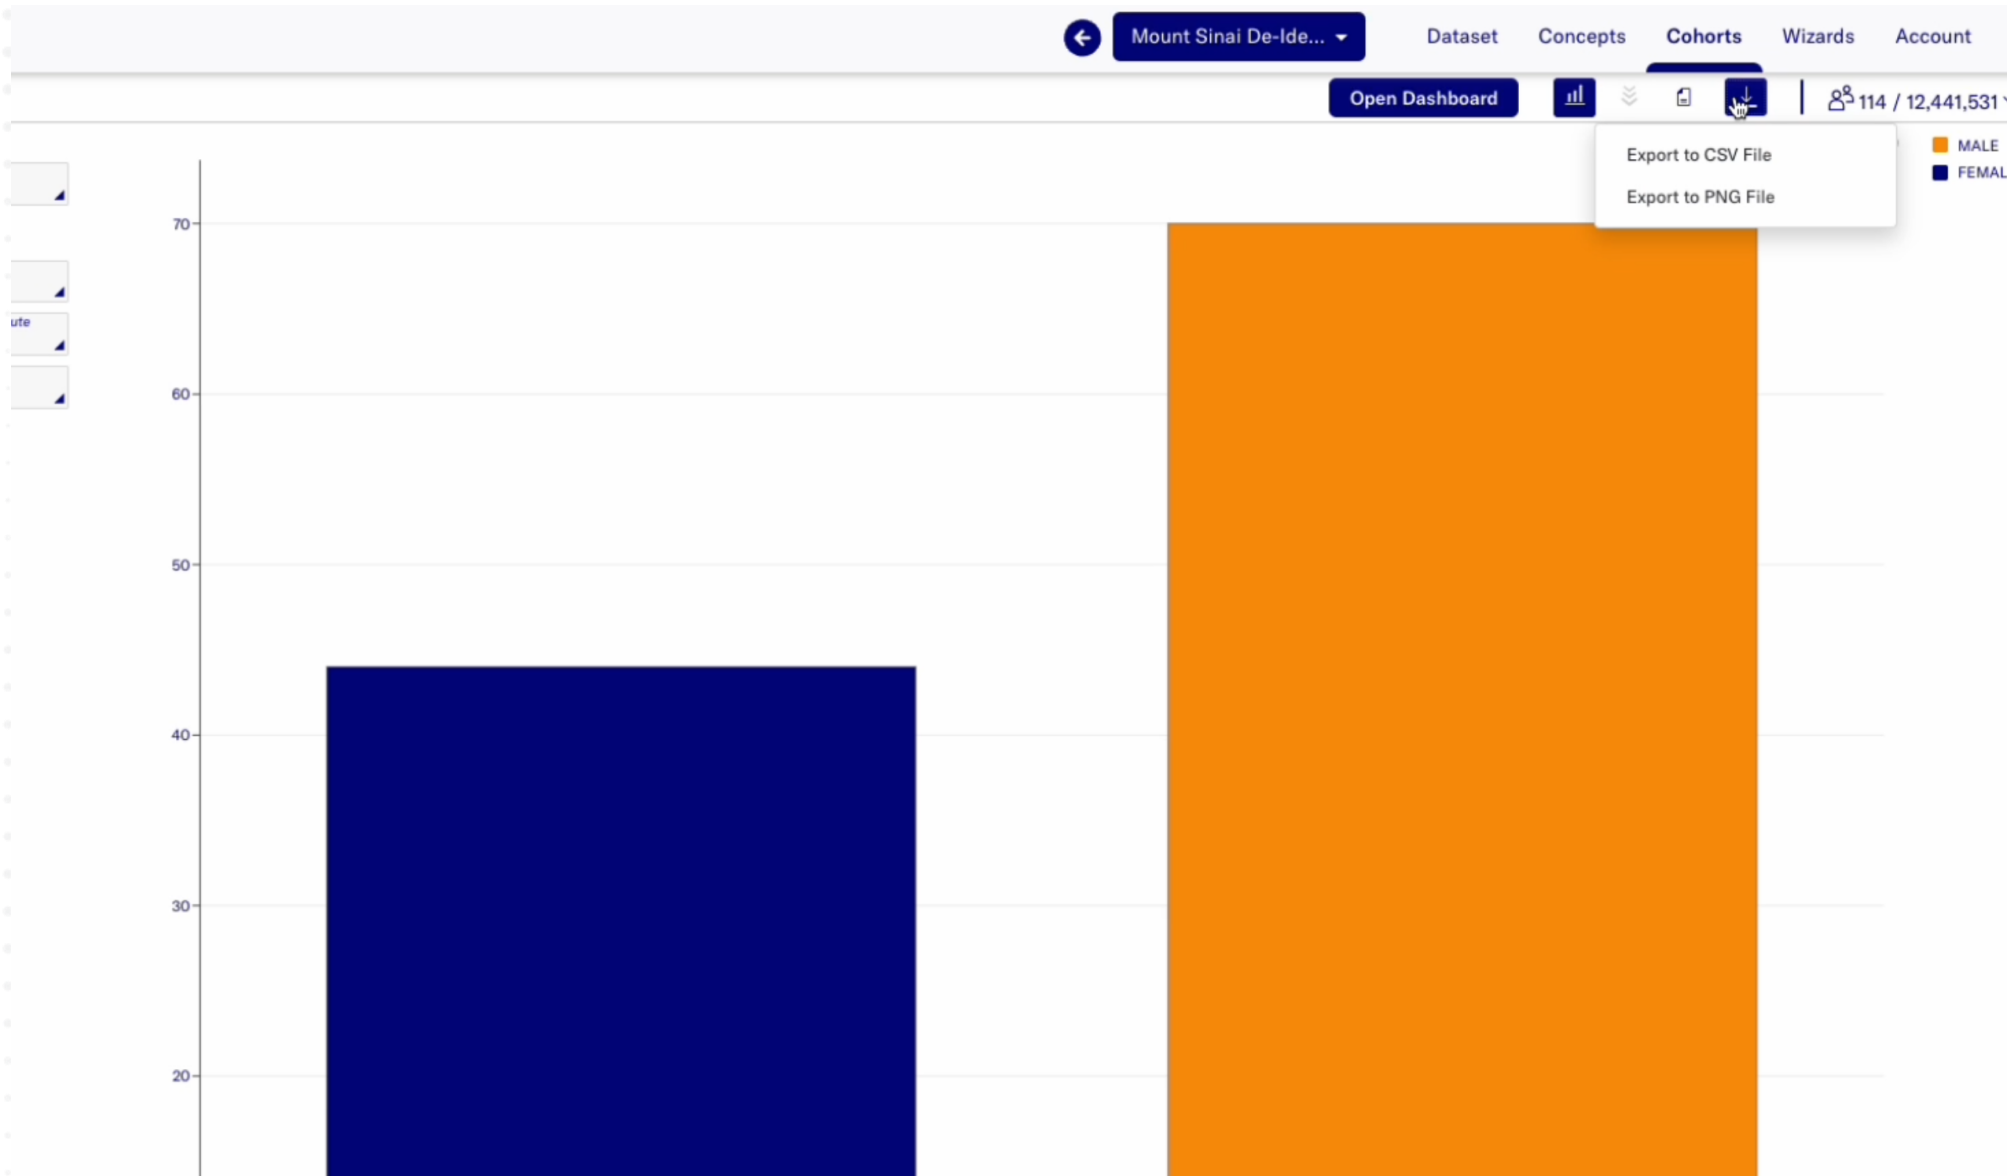 Mount Sinai De-Ide... Dataset Concepts Cohorts Wizards Account
Open Dashboard 114 / 12,441,531
Export to CSV File
Export to PNG File
MALE
FEMAL
ute
70
60
50
40
30
20